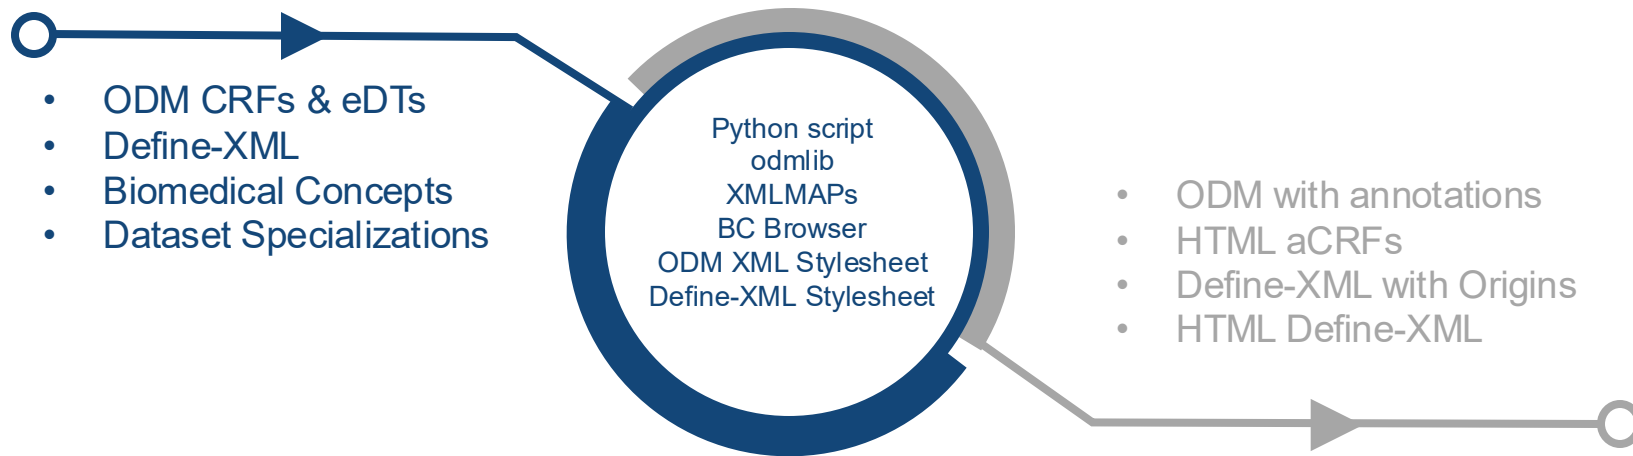 • ODM CRFs & eDTs
• Define-XML
• Biomedical Concepts
• Dataset Specializations
Python script
odmlib
XMLMAPs
BC Browser
ODM XML Stylesheet
Define-XML Stylesheet
• ODM with annotations
• HTML aCRFs
• Define-XML with Origins
• HTML Define-XML